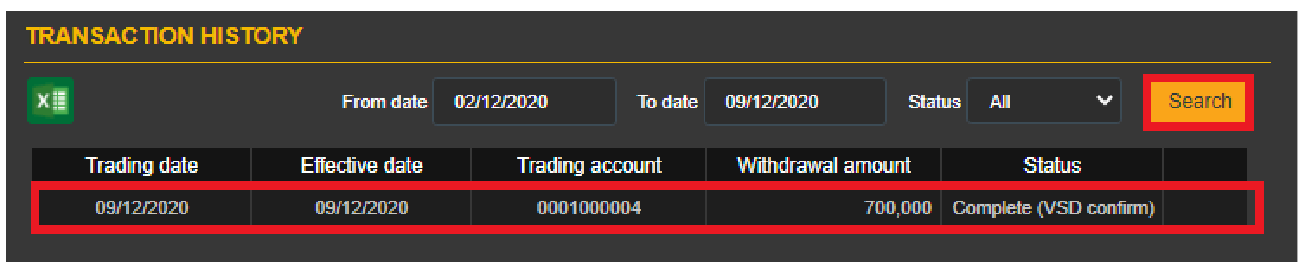 TRANSACTION HISTORY
From date 02/12/2020 To date 09/12/2020 Status All Search
Trading date Effective date Trading account Withdrawal amount Status
09/12/2020 09/12/2020 0001000004 700,000 Complete (VSD confirm)